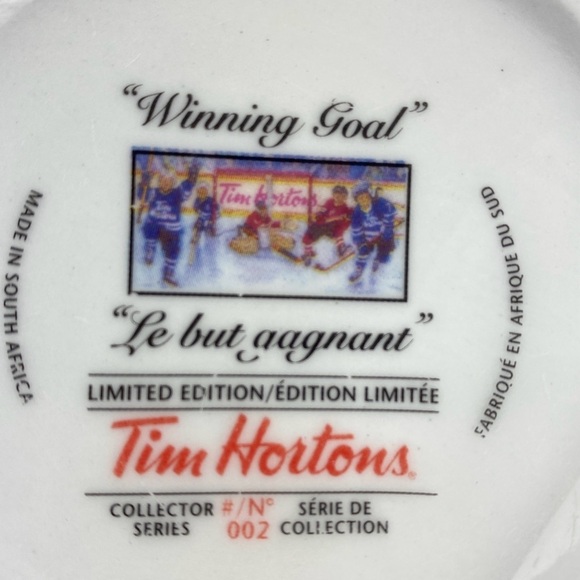 "Winning Goal"
Tim Hortons
"Le but gagnant"
MADE IN SOUTH AFRICA
FABRIQUÉ EN AFRIQUE DU SUD
LIMITED EDITION/ÉDITION LIMITÉE
Tim Hortons®
COLLECTOR SERIES
#/N° 002
SÉRIE DE COLLECTION